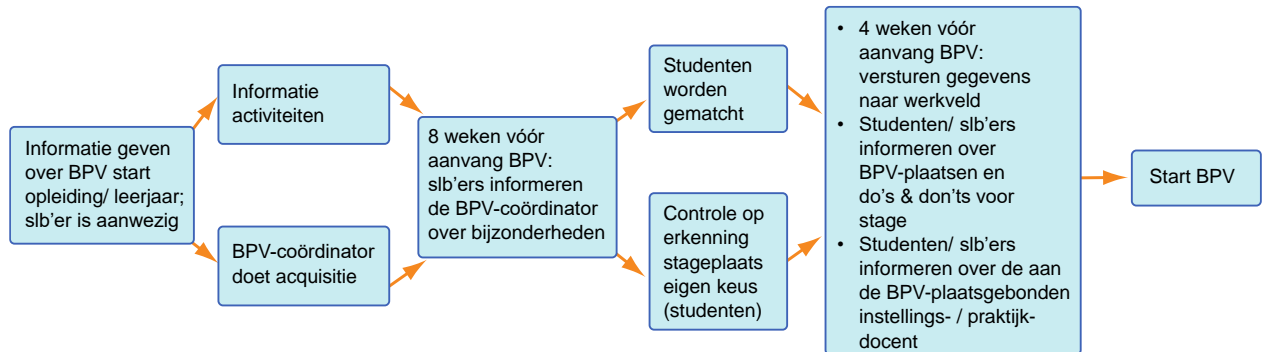 Informatie geven
over BPV start
opleiding/ leerjaar;
slb'er is aanwezig
Informatie
activiteiten
BPV-coördinator
doet acquisitie
8 weken vóór
aanvang BPV:
slb'ers informeren
de BPV-coördinator
over bijzonderheden
Studenten
worden
gematcht
Controle op
erkenning
stageplaats
eigen keus
(studenten)
• 4 weken vóór
aanvang BPV:
versturen gegevens
naar werkveld
• Studenten/ slb'ers
informeren over
BPV-plaatsen en
do's & don'ts voor
stage
• Studenten/ slb'ers
informeren over de aan
de BPV-plaatsgebonden
instellings- / praktijk-
docent
Start BPV